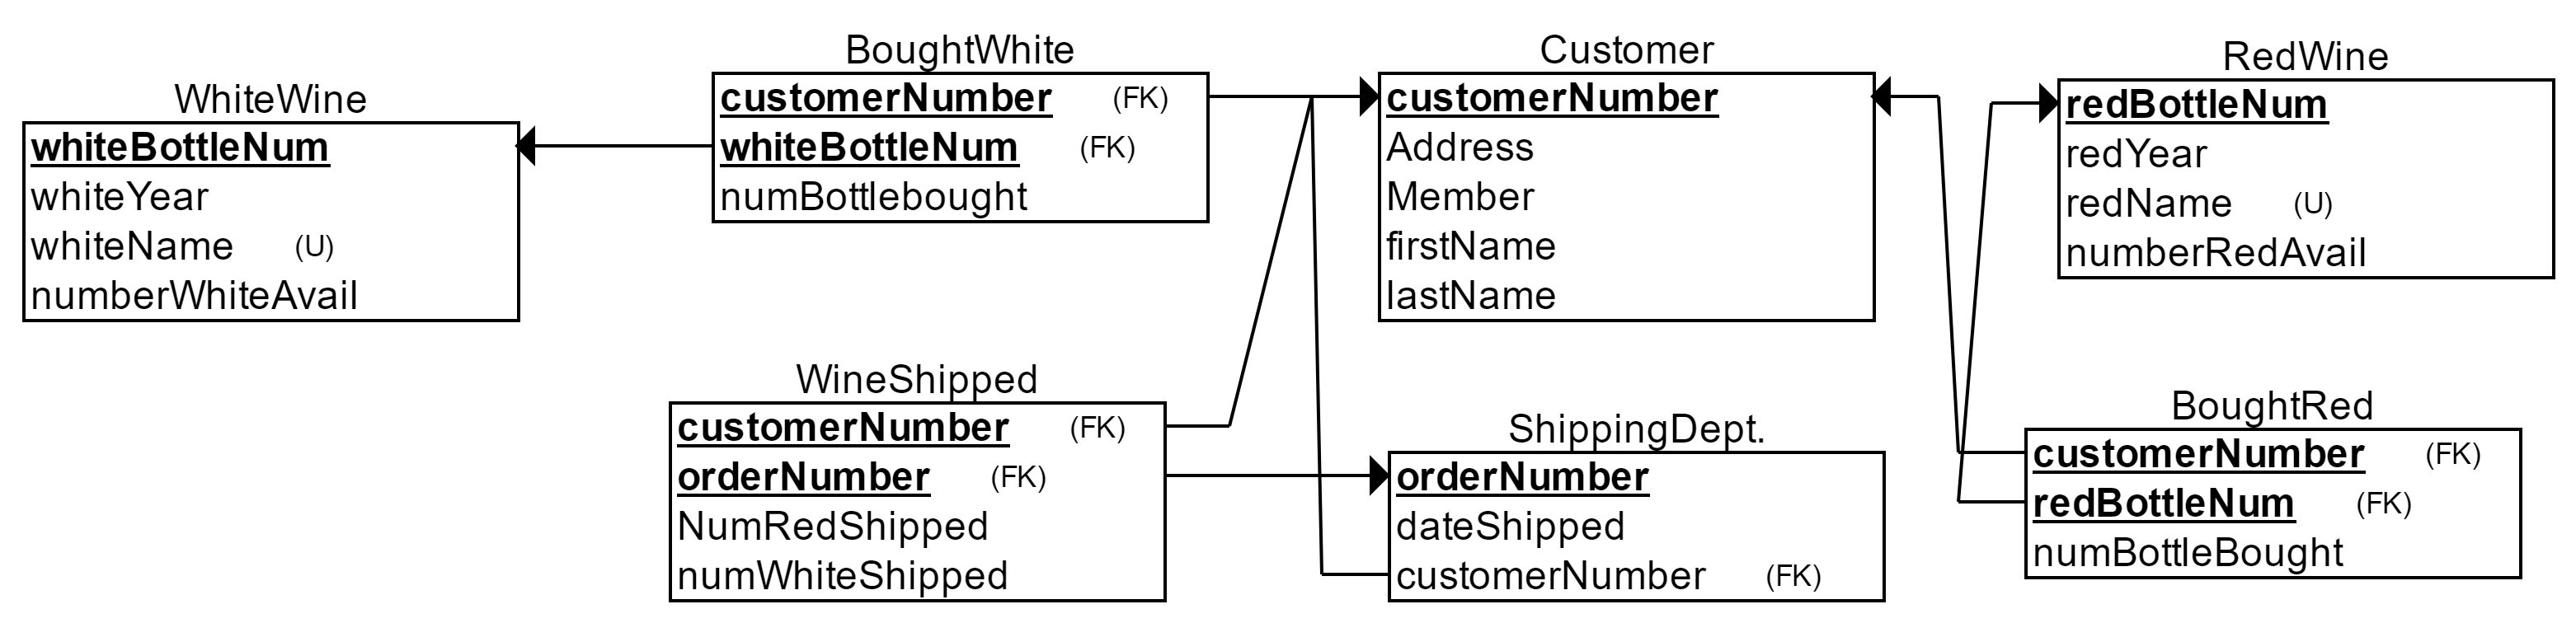 WhiteWine
whiteBottleNum
whiteYear
whiteName (U)
numberWhiteAvail
BoughtWhite
customerNumber (FK)
whiteBottleNum (FK)
numBottlebought
Customer
customerNumber
Address
Member
firstName
lastName
RedWine
redBottleNum
redYear
redName (U)
numberRedAvail
WineShipped
customerNumber (FK)
orderNumber (FK)
NumRedShipped
numWhiteShipped
ShippingDept.
orderNumber
dateShipped
customerNumber (FK)
BoughtRed
customerNumber (FK)
redBottleNum (FK)
numBottleBought